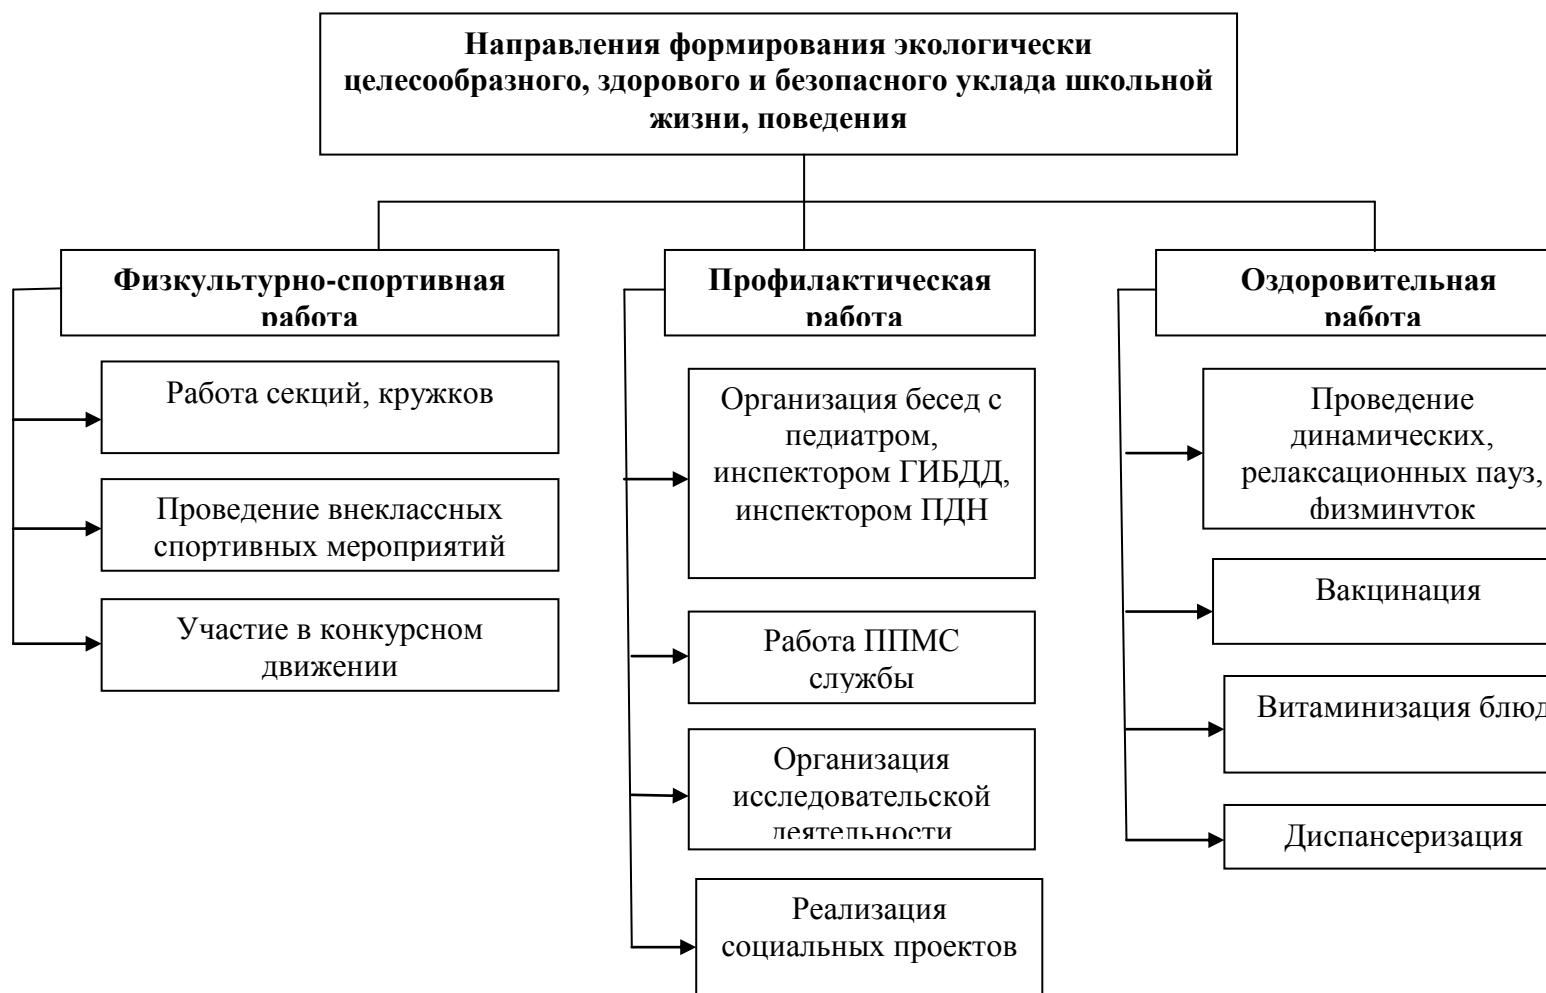 Направления формирования экологически
целесообразного, здорового и безопасного уклада школьной
жизни, поведения
Физкультурно-спортивная
работа
Работа секций, кружков
Проведение внеклассных
спортивных мероприятий
Участие в конкурсном
движении
Профилактическая
работа
Организация бесед с
педиатром,
инспектором ГИБДД,
инспектором ПДН
Работа ППМС
службы
Организация
исследовательской
деятельности
Реализация
социальных проектов
Оздоровительная
работа
Проведение
динамических,
релаксационных пауз,
физминуток
Вакцинация
Витаминизация блюд
Диспансеризация